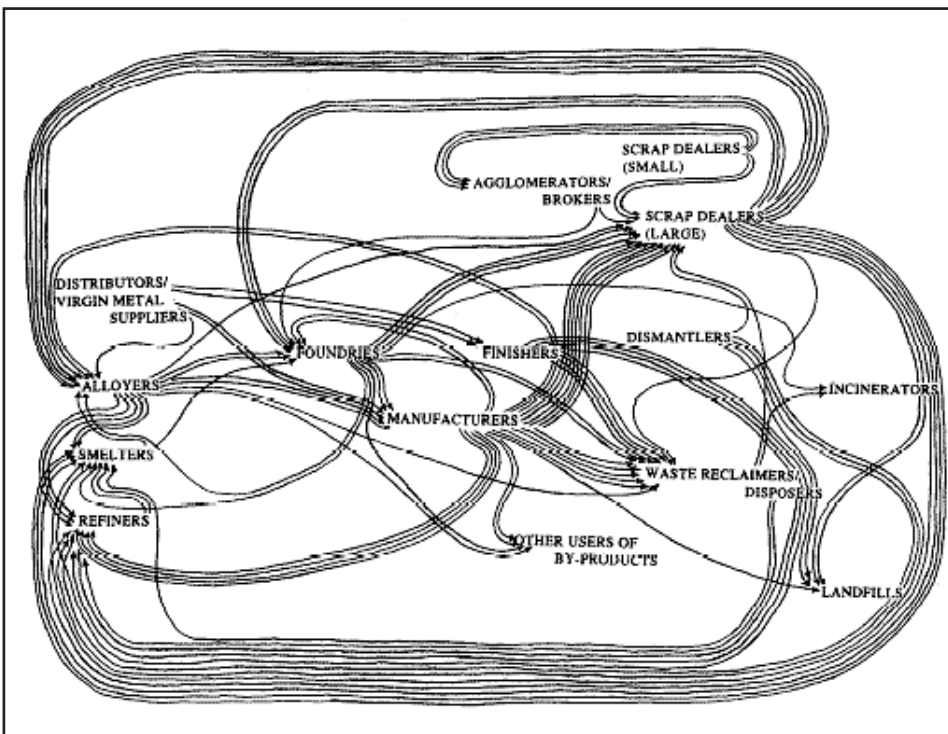 SCRAP DEALERS
(SMALL)
AGGLOMERATORS/
BROKERS
SCRAP DEALERS
(LARGE)
DISTRIBUTORS/
VIRGIN METAL
SUPPLIERS
DISMANTLERS
FOUNDRIES
FINISHERS
ALLOYERS
INCINERATORS
MANUFACTURERS
SMELTERS
WASTE RECLAIMERS/
DISPOSERS
REFINERS
OTHER USERS OF
BY-PRODUCTS
LANDFILLS